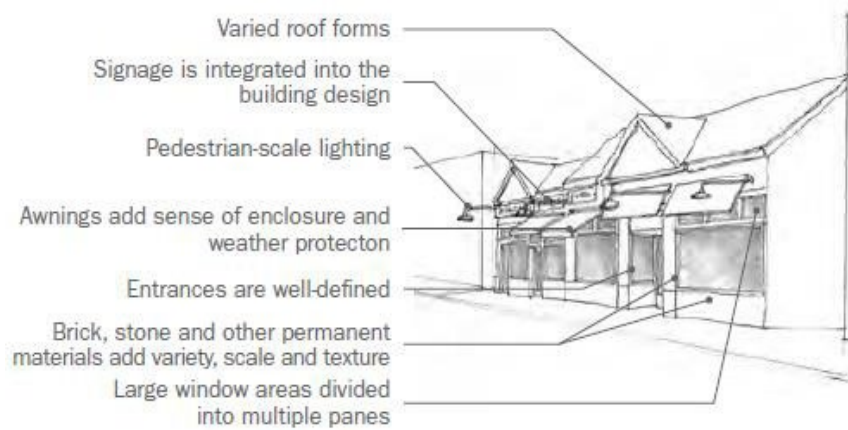 Varied roof forms
Signage is integrated into the
building design
Pedestrian-scale lighting
Awnings add sense of enclosure and
weather protecton
Entrances are well-defined
Brick, stone and other permanent
materials add variety, scale and texture
Large window areas divided
into multiple panes